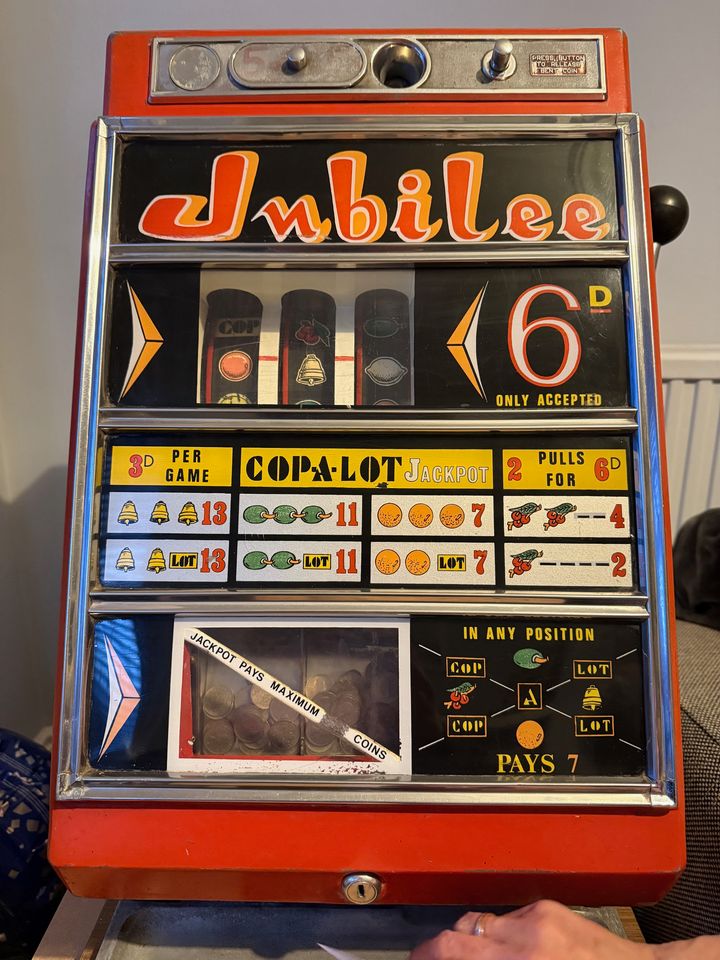 PRESS BUTTON
TO RELEASE
BENT COIN
Jubilee
COP
6D
ONLY ACCEPTED
3D PER
GAME
COP-A-LOT JACKPOT
2 PULLS
FOR 6D
13
11
7
4
LOT 13
LOT 11
LOT 7
2
JACKPOT PAYS MAXIMUM
COINS
IN ANY POSITION
COP
LOT
A
COP
LOT
PAYS 7